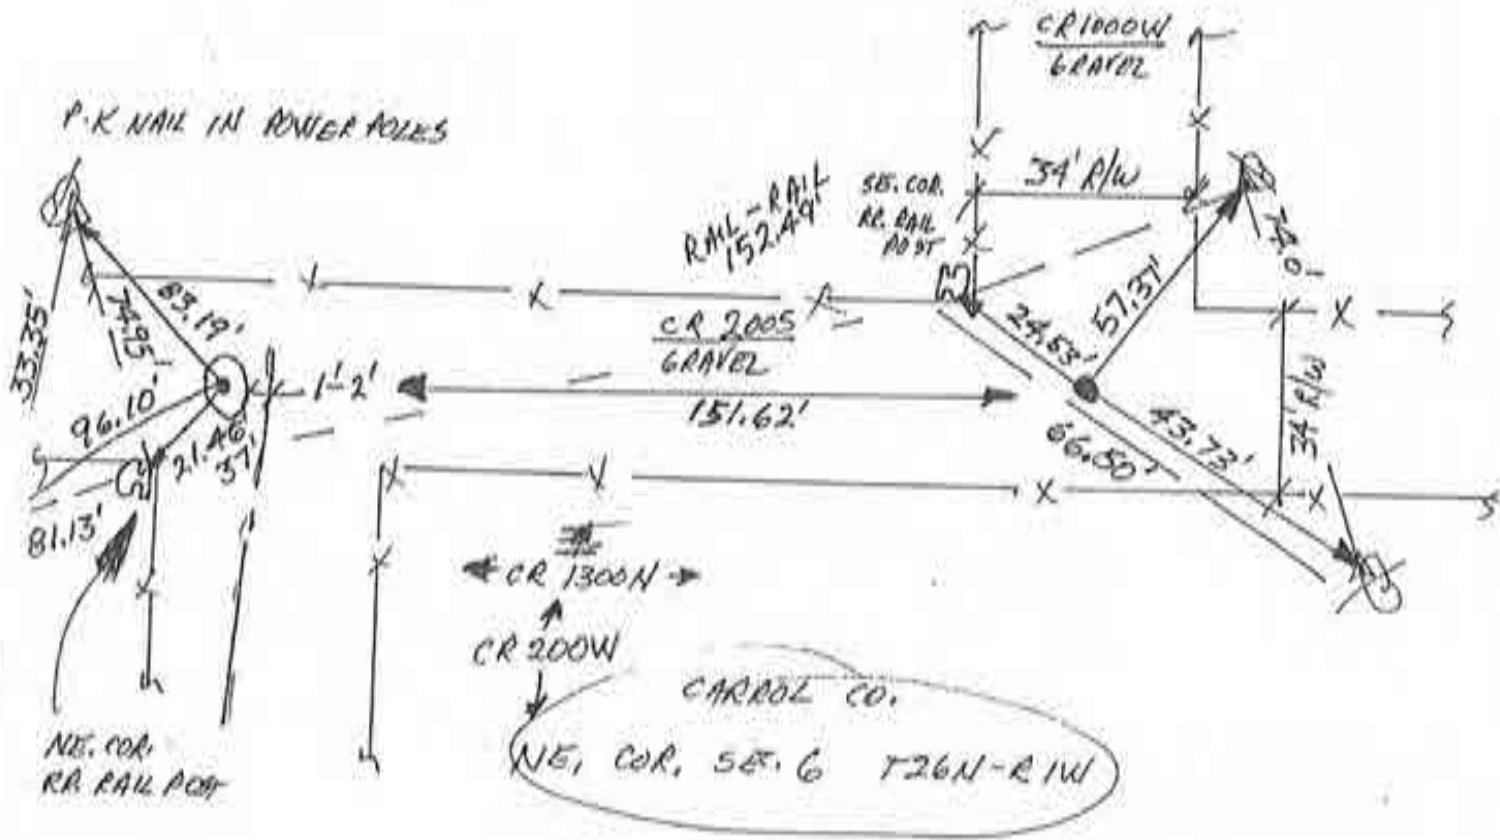 CR1000W
GRAVEL
P.K NAIL IN POWER POLES
34' R/W
SE. COR.
RR. RAIL
POST
RAIL - RAIL
152.49'
57.37'
24.53'
83.19'
74.95'
33.35'
CR 200S
GRAVEL
151.62'
1'-2'
96.10'
21.46'
37'
81.13'
43.73'
66.50'
34' R/W
CR 1300N
CR 200W
NE. COR.
RR. RAIL POST
CARROL CO.
NE, COR. SE. 6 T26N-R1W